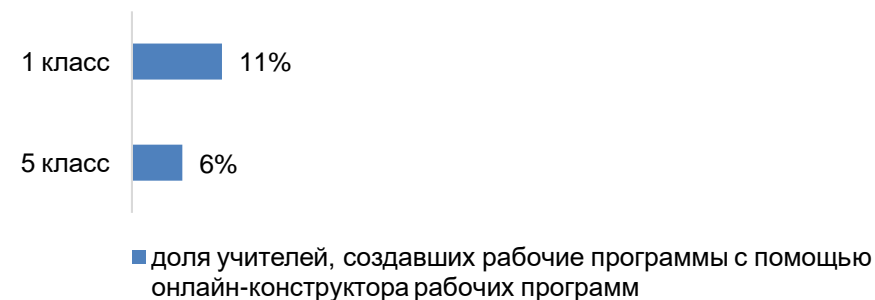 1 класс 11%
5 класс 6%
доля учителей, создавших рабочие программы с помощью
онлайн-конструктора рабочих программ